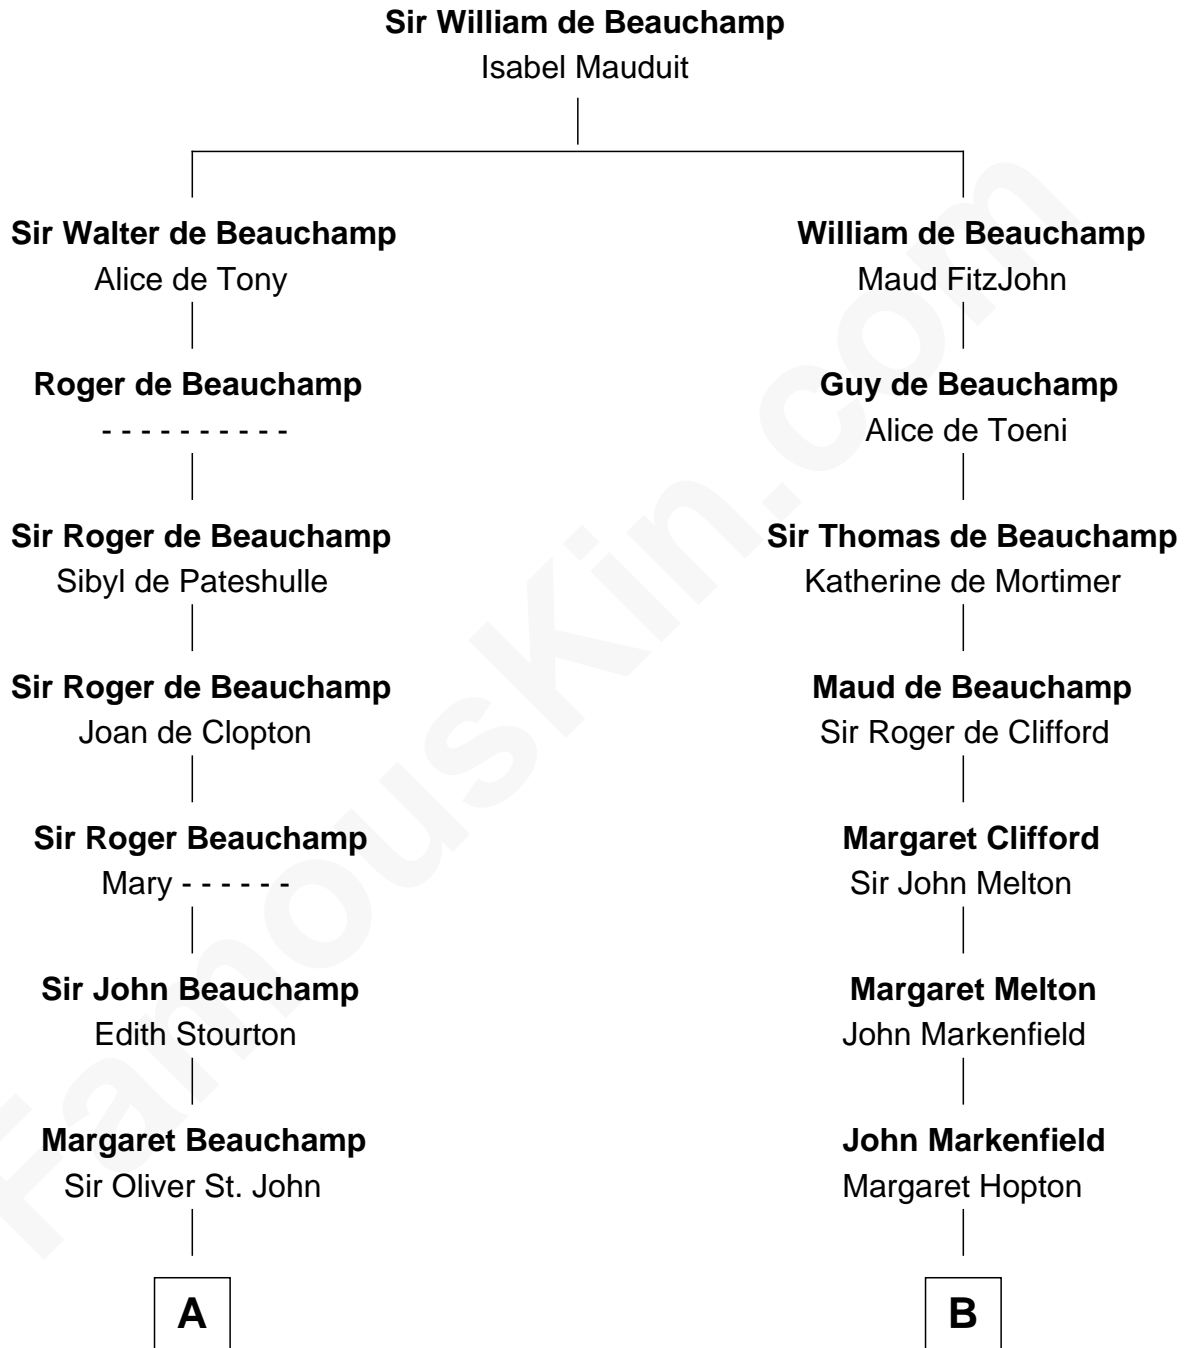 Sir William de Beauchamp
Isabel Mauduit
Sir Walter de Beauchamp
Alice de Tony
Roger de Beauchamp
- - - - - - - - - -
Sir Roger de Beauchamp
Sibyl de Pateshulle
Sir Roger de Beauchamp
Joan de Clopton
Sir Roger Beauchamp
Mary - - - - - -
Sir John Beauchamp
Edith Stourton
Margaret Beauchamp
Sir Oliver St. John
A
William de Beauchamp
Maud FitzJohn
Guy de Beauchamp
Alice de Toeni
Sir Thomas de Beauchamp
Katherine de Mortimer
Maud de Beauchamp
Sir Roger de Clifford
Margaret Clifford
Sir John Melton
Margaret Melton
John Markenfield
John Markenfield
Margaret Hopton
B
FamousKin.com